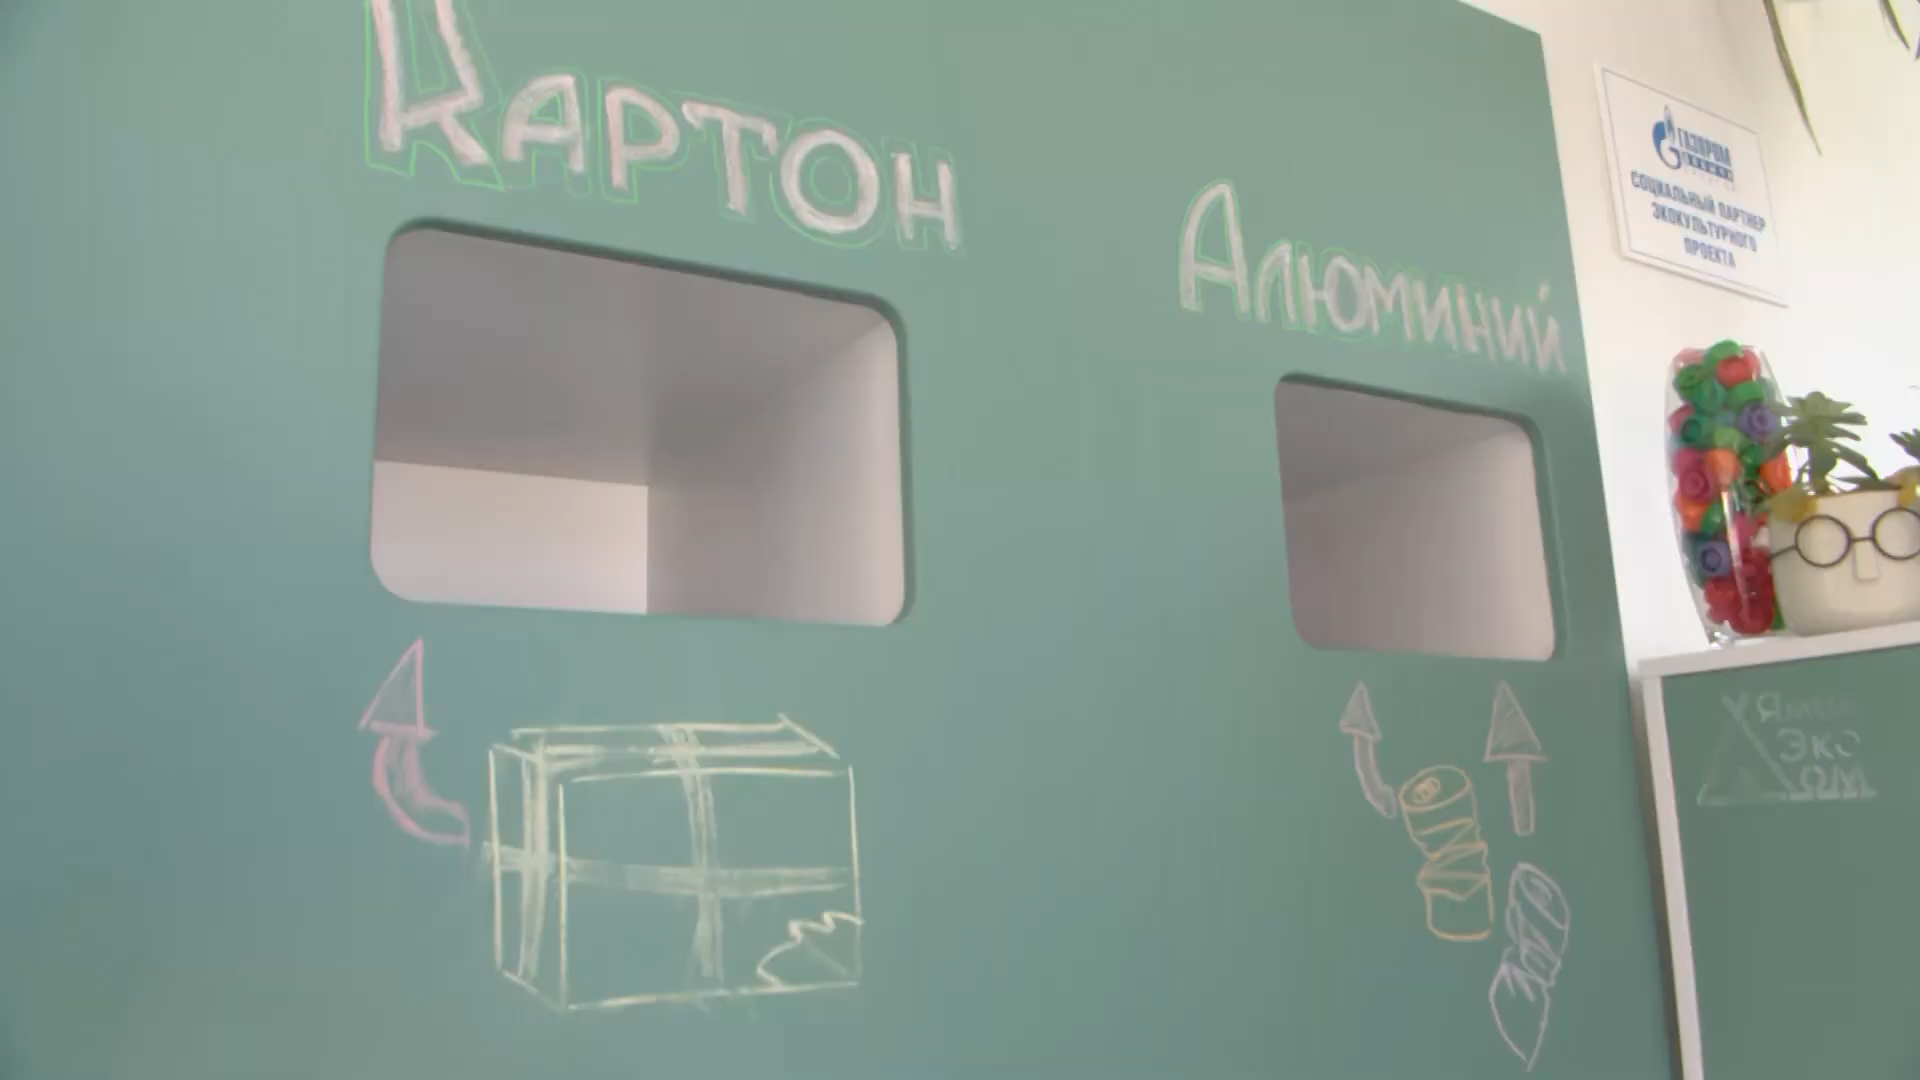 Картон
Алюминий
ГАЗПРОМ
СОЦИАЛЬНЫЙ ПАРТНЕР
ЭКОКУЛЬТУРНОГО
ПРОЕКТА
Эко